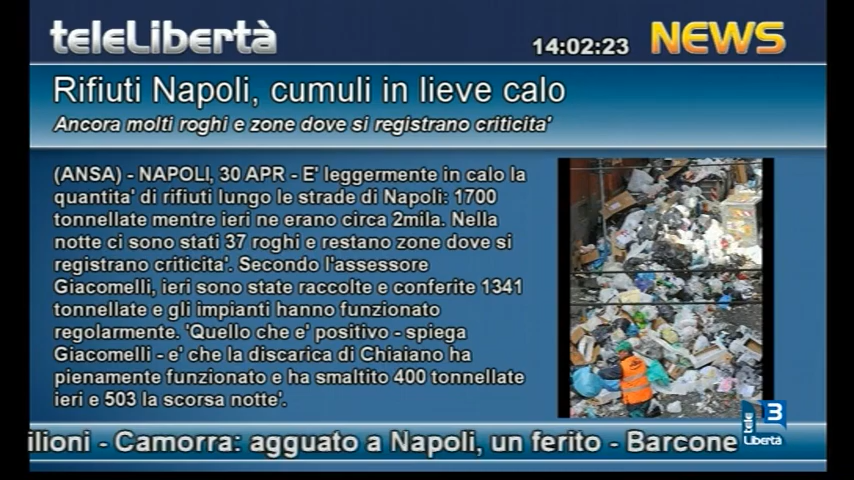 teleLibertà
14:02:23 NEWS
Rifiuti Napoli, cumuli in lieve calo
Ancora molti roghi e zone dove si registrano criticita'
(ANSA) - NAPOLI, 30 APR - E' leggermente in calo la
quantita' di rifiuti lungo le strade di Napoli: 1700
tonnellate mentre ieri ne erano circa 2mila. Nella
notte ci sono stati 37 roghi e restano zone dove si
registrano criticita'. Secondo l'assessore
Giacomelli, ieri sono state raccolte e conferite 1341
tonnellate e gli impianti hanno funzionato
regolarmente. 'Quello che e' positivo - spiega
Giacomelli - e' che la discarica di Chiaiano ha
pienamente funzionato e ha smaltito 400 tonnellate
ieri e 503 la scorsa notte'.
ilioni - Camorra: agguato a Napoli, un ferito - Barcone
tele 3
Libertà